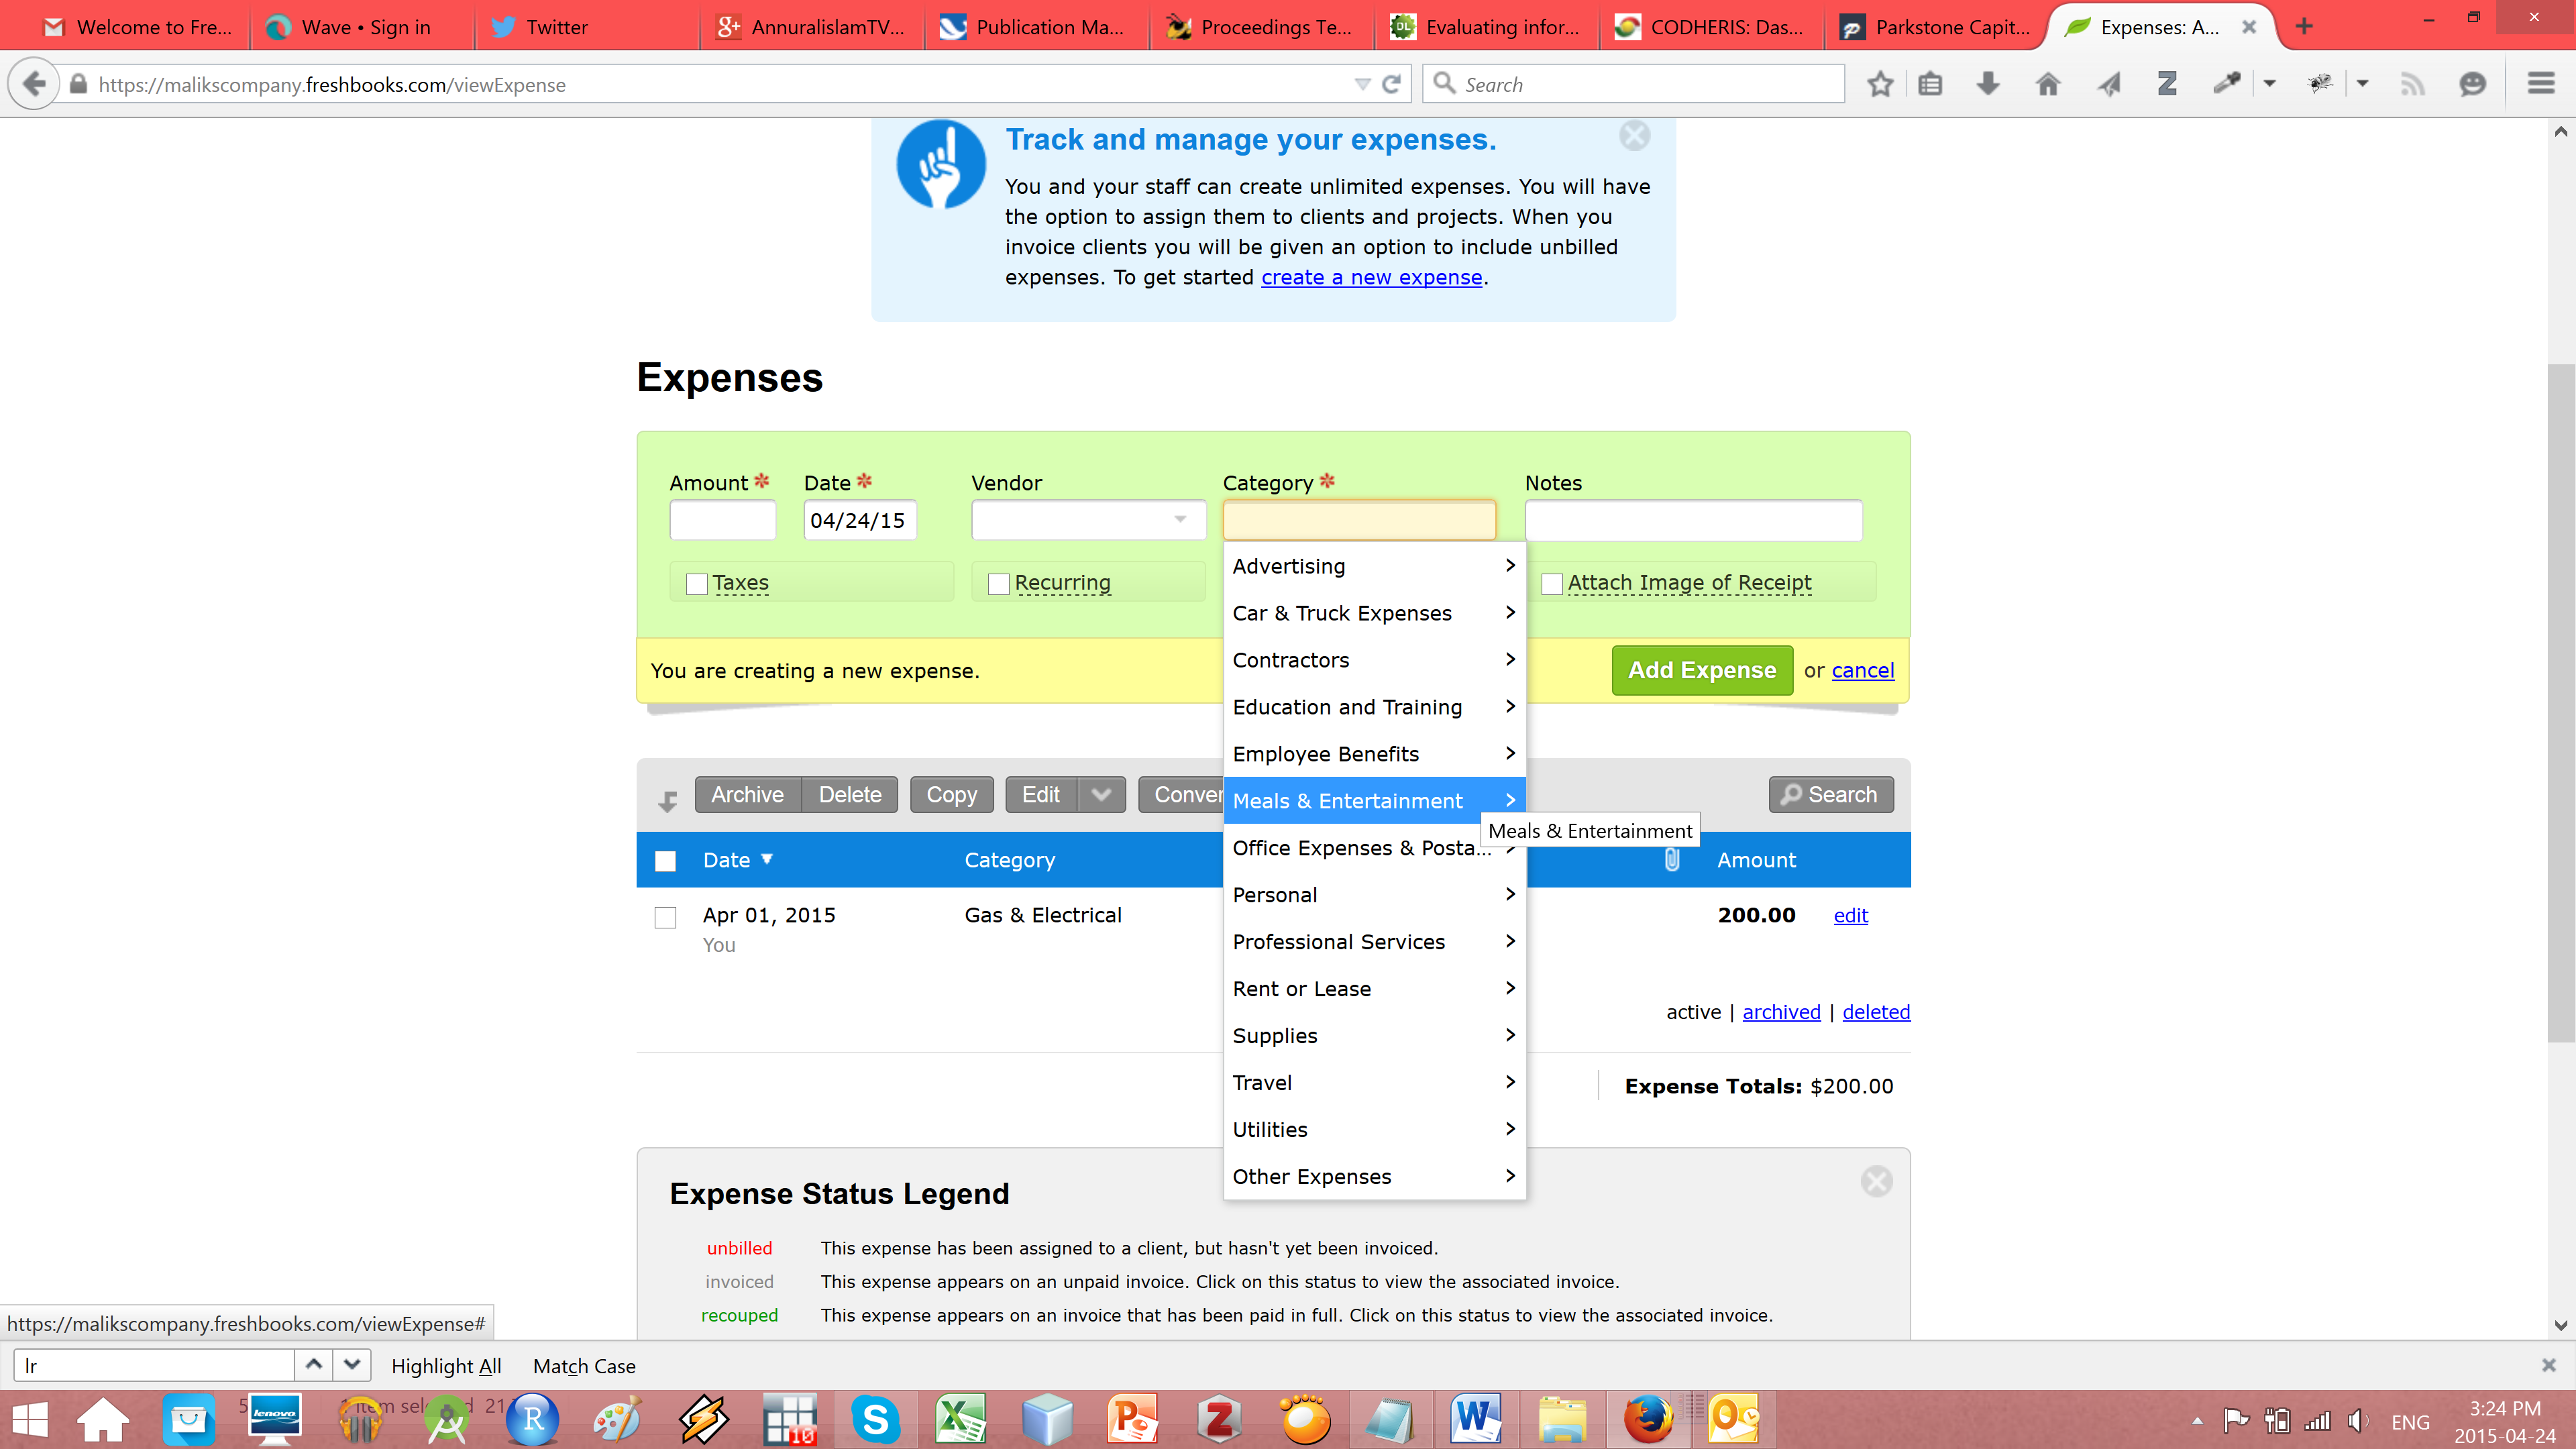 Welcome to Fre...
Wave • Sign in
Twitter
AnnuralislamTV...
Publication Ma...
Proceedings Te...
Evaluating infor...
CODHERIS: Das...
Parkstone Capit...
Expenses: A...
https://malikscompany.freshbooks.com/viewExpense
Search
Track and manage your expenses.
You and your staff can create unlimited expenses. You will have
the option to assign them to clients and projects. When you
invoice clients you will be given an option to include unbilled
expenses. To get started create a new expense.
Expenses
Amount * Date * Vendor Category * Notes
04/24/15
Taxes Recurring Attach Image of Receipt
You are creating a new expense.
Add Expense or cancel
Advertising
Car & Truck Expenses
Contractors
Education and Training
Employee Benefits
Meals & Entertainment
Office Expenses & Posta...
Personal
Professional Services
Rent or Lease
Supplies
Travel
Utilities
Other Expenses
Meals & Entertainment
Archive Delete Copy Edit Conver Search
Date Category Amount
Apr 01, 2015 Gas & Electrical 200.00 edit
You
active | archived | deleted
Expense Totals: $200.00
Expense Status Legend
unbilled This expense has been assigned to a client, but hasn't yet been invoiced.
invoiced This expense appears on an unpaid invoice. Click on this status to view the associated invoice.
recouped This expense appears on an invoice that has been paid in full. Click on this status to view the associated invoice.
https://malikscompany.freshbooks.com/viewExpense#
lr Highlight All Match Case
lenovo
10
ENG
3:24 PM
2015-04-24